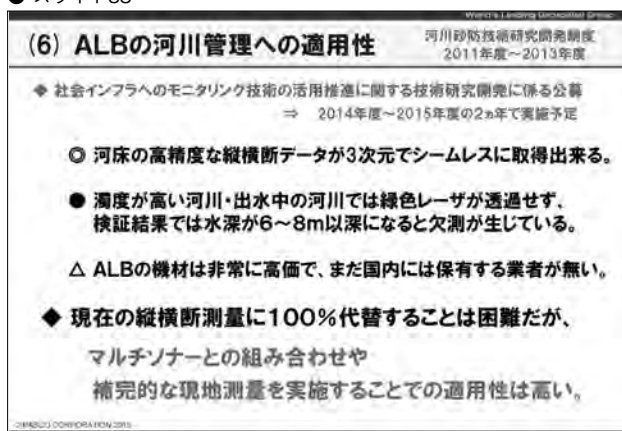 World's Leading Geospatial Group
(6) ALBの河川管理への適用性
河川砂防技術研究開発制度
2011年度～2013年度
◆ 社会インフラへのモニタリング技術の活用推進に関する技術研究開発に係る公募
⇒ 2014年度～2015年度の2ヵ年で実施予定
◎ 河床の高精度な縦横断データが3次元でシームレスに取得出来る。
● 濁度が高い河川・出水中の河川では緑色レーザが透過せず、
検証結果では水深が6～8m以深になると欠測が生じている。
△ ALBの機材は非常に高価で、まだ国内には保有する業者が無い。
◆ 現在の縦横断測量に100%代替することは困難だが、
マルチソナーとの組み合わせや
補完的な現地測量を実施することでの適用性は高い。